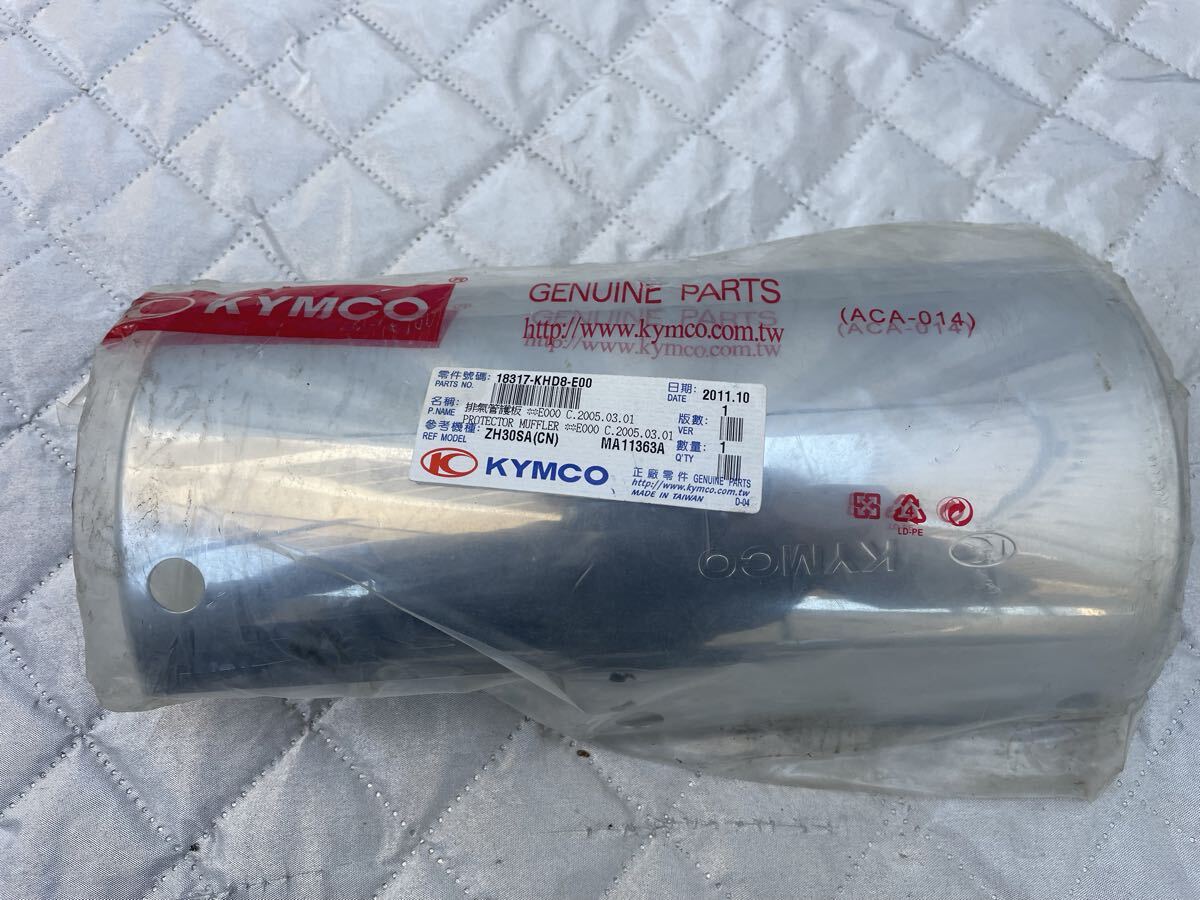 KYMCO ®
GENUINE PARTS
http://www.kymco.com.tw
(ACA-014)
零件號碼: 18317-KHD8-E00
PARTS NO.
日期: 2011.10
DATE
名稱: 排氣管護板 **E000 C.2005.03.01
P.NAME PROTECTOR MUFFLER **E000 C.2005.03.01
版數: 1
VER
參考機種: ZH30SA(CN) MA11363A
REF MODEL
數量: 1
Q'TY
KC KYMCO
正廠零件 GENUINE PARTS
http://www.kymco.com.tw
MADE IN TAIWAN D-04
4
LD-PE
KYMCO